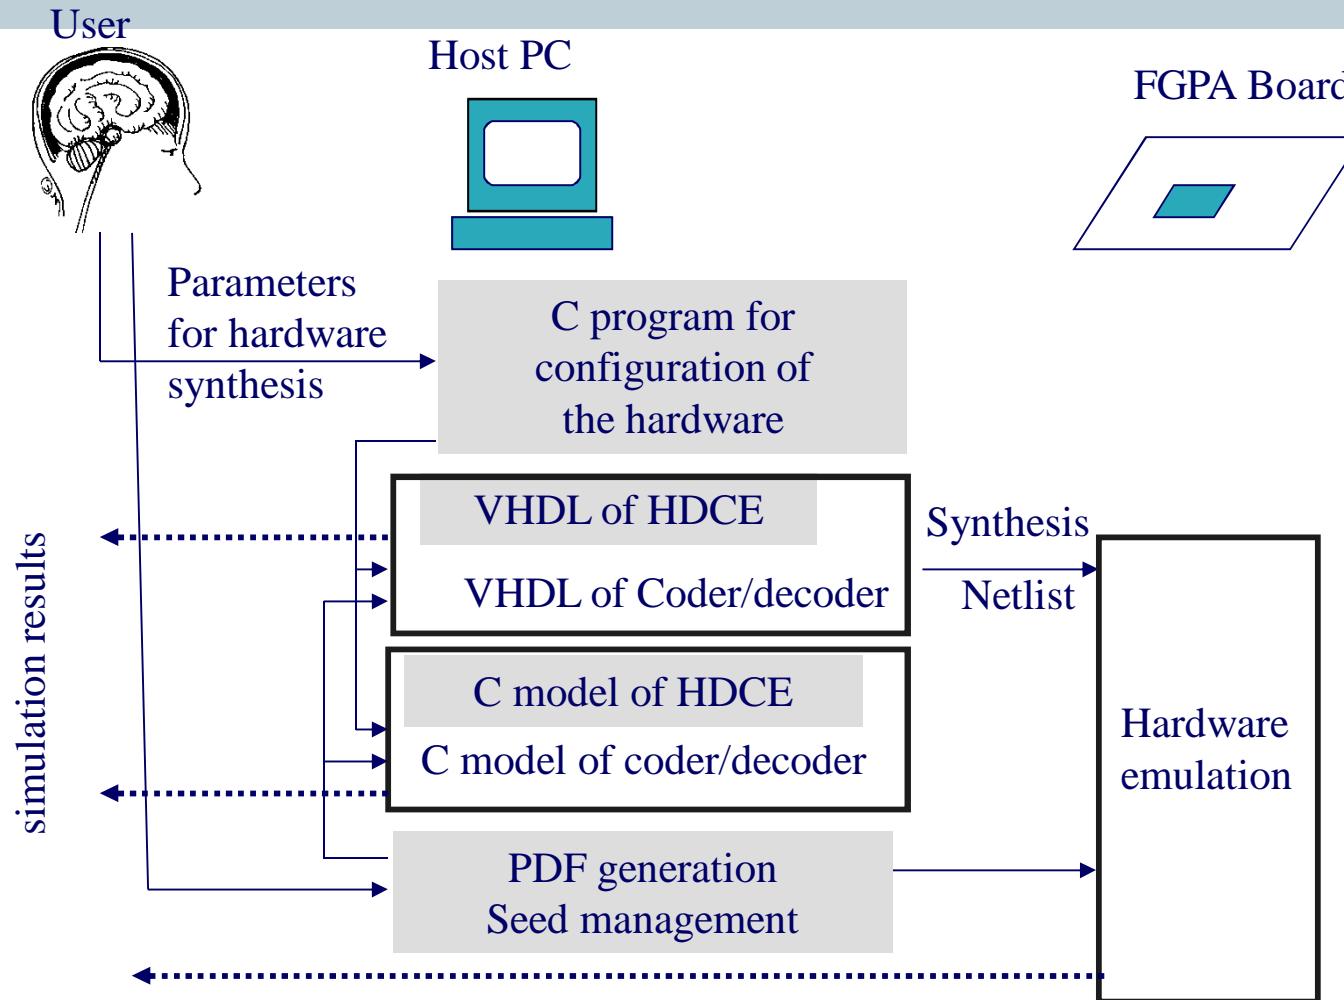 User
Host PC
FGPA Board
Parameters
for hardware
synthesis
C program for
configuration of
the hardware
VHDL of HDCE
VHDL of Coder/decoder
Synthesis
Netlist
simulation results
C model of HDCE
C model of coder/decoder
Hardware
emulation
PDF generation
Seed management